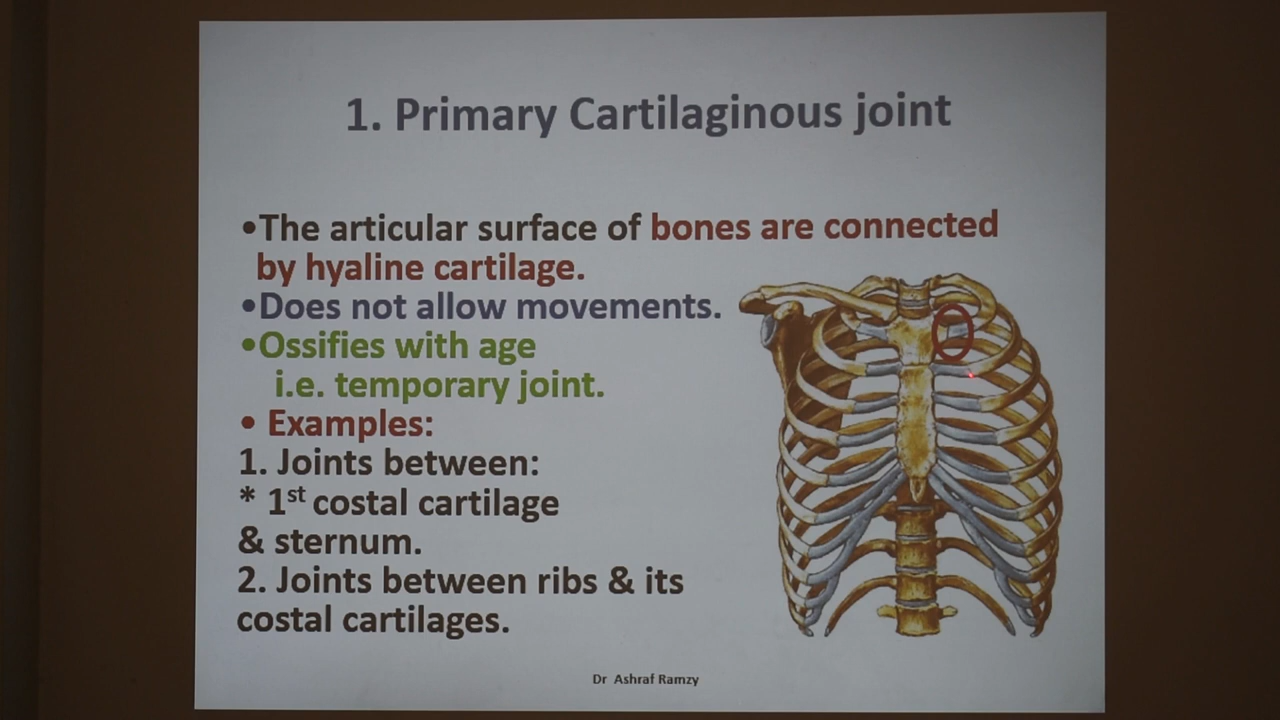 1. Primary Cartilaginous joint
•The articular surface of bones are connected
by hyaline cartilage.
•Does not allow movements.
•Ossifies with age
i.e. temporary joint.
• Examples:
1. Joints between:
* 1st costal cartilage
& sternum.
2. Joints between ribs & its
costal cartilages.
Dr Ashraf Ramzy